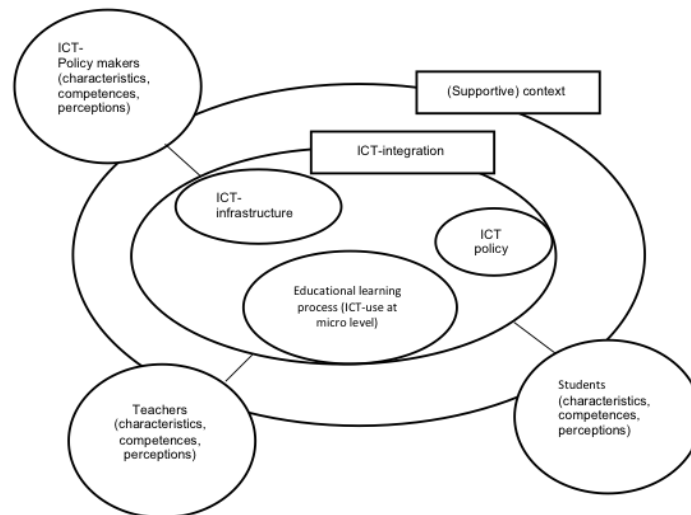 ICT-
Policy makers
(characteristics,
competences,
perceptions)
(Supportive) context
ICT-integration
ICT-
infrastructure
ICT
policy
Educational learning
process (ICT-use at
micro level)
Teachers
(characteristics,
competences,
perceptions)
Students
(characteristics,
competences,
perceptions)